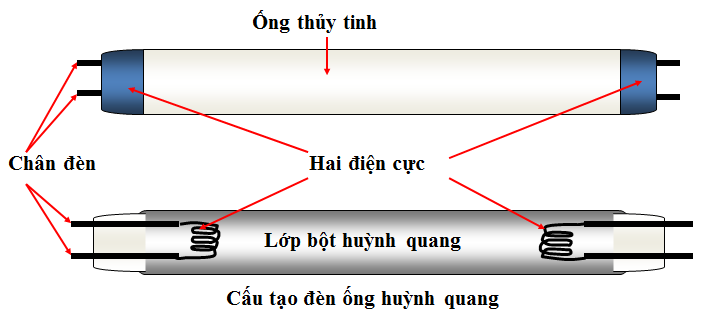 Ống thủy tinh
Chân đèn
Hai điện cực
Lớp bột huỳnh quang
Cấu tạo đèn ống huỳnh quang